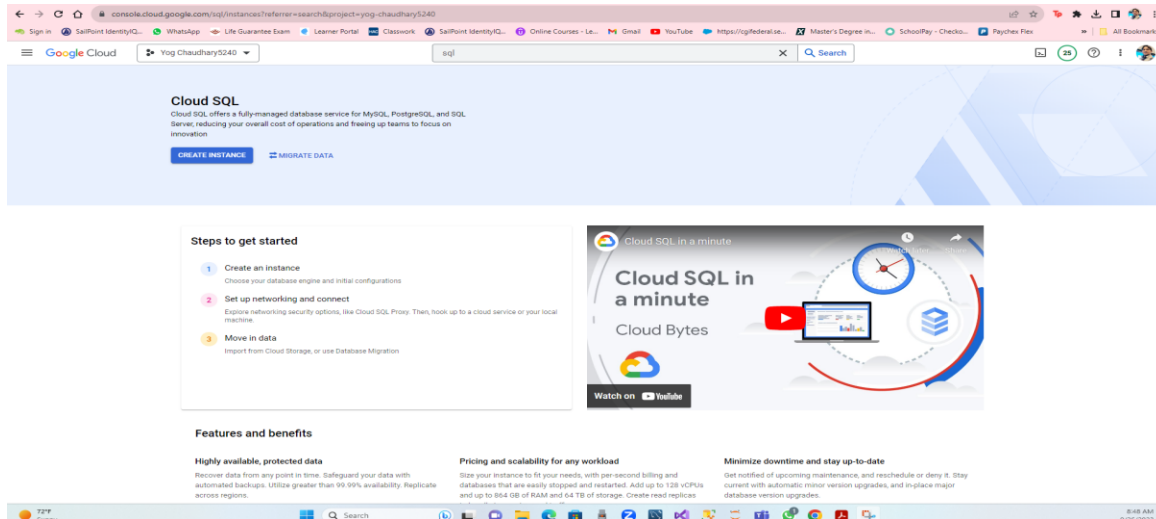 console.cloud.google.com/sql/instances?referrer=search&project=yog-chaudhary5240
Sign in SailPoint IdentityIQ... WhatsApp Life Guarantee Exam Learner Portal Classwork SailPoint IdentityIQ... Online Courses - Le... Gmail YouTube https://cgifederal.se... Master's Degree in... SchoolPay - Checko... Paychex Flex » All Bookmark
Google Cloud Yog Chaudhary5240 sql Search 25
Cloud SQL
Cloud SQL offers a fully-managed database service for MySQL, PostgreSQL, and SQL
Server, reducing your overall cost of operations and freeing up teams to focus on
innovation
CREATE INSTANCE MIGRATE DATA
Steps to get started
1 Create an instance
Choose your database engine and initial configurations
2 Set up networking and connect
Explore networking security options, like Cloud SQL Proxy. Then, hook up to a cloud service or your local
machine.
3 Move in data
Import from Cloud Storage, or use Database Migration
Cloud SQL in a minute
Cloud SQL in
a minute
Cloud Bytes
Watch on YouTube
Features and benefits
Highly available, protected data
Recover data from any point in time. Safeguard your data with
automated backups. Utilize greater than 99.99% availability. Replicate
across regions.
Pricing and scalability for any workload
Size your instance to fit your needs, with per-second billing and
databases that are easily stopped and restarted. Add up to 128 vCPUs
and up to 864 GB of RAM and 64 TB of storage. Create read replicas
Minimize downtime and stay up-to-date
Get notified of upcoming maintenance, and reschedule or deny it. Stay
current with automatic minor version upgrades, and in-place major
database version upgrades.
72°F
Search
8:48 AM